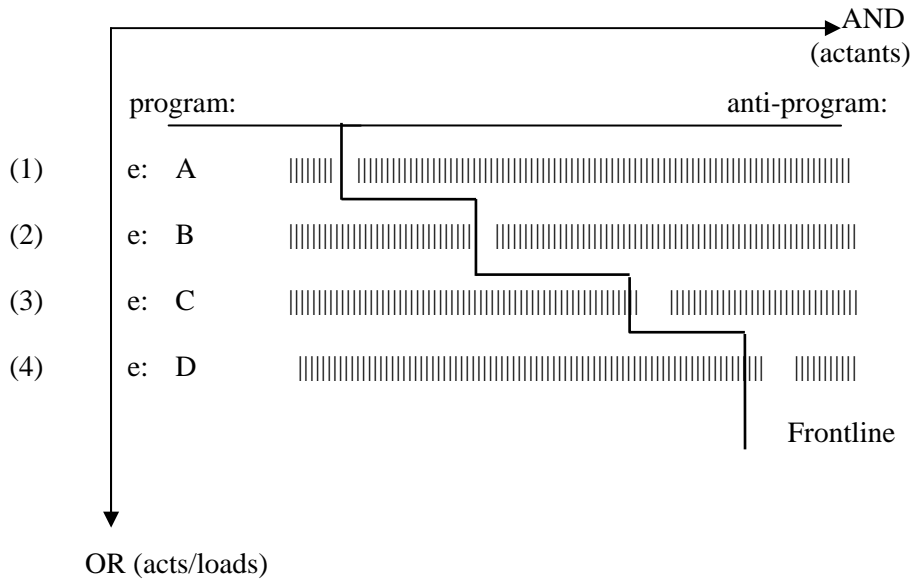 AND
(actants)
program: anti-program:
(1) e: A
(2) e: B
(3) e: C
(4) e: D
Frontline
OR (acts/loads)